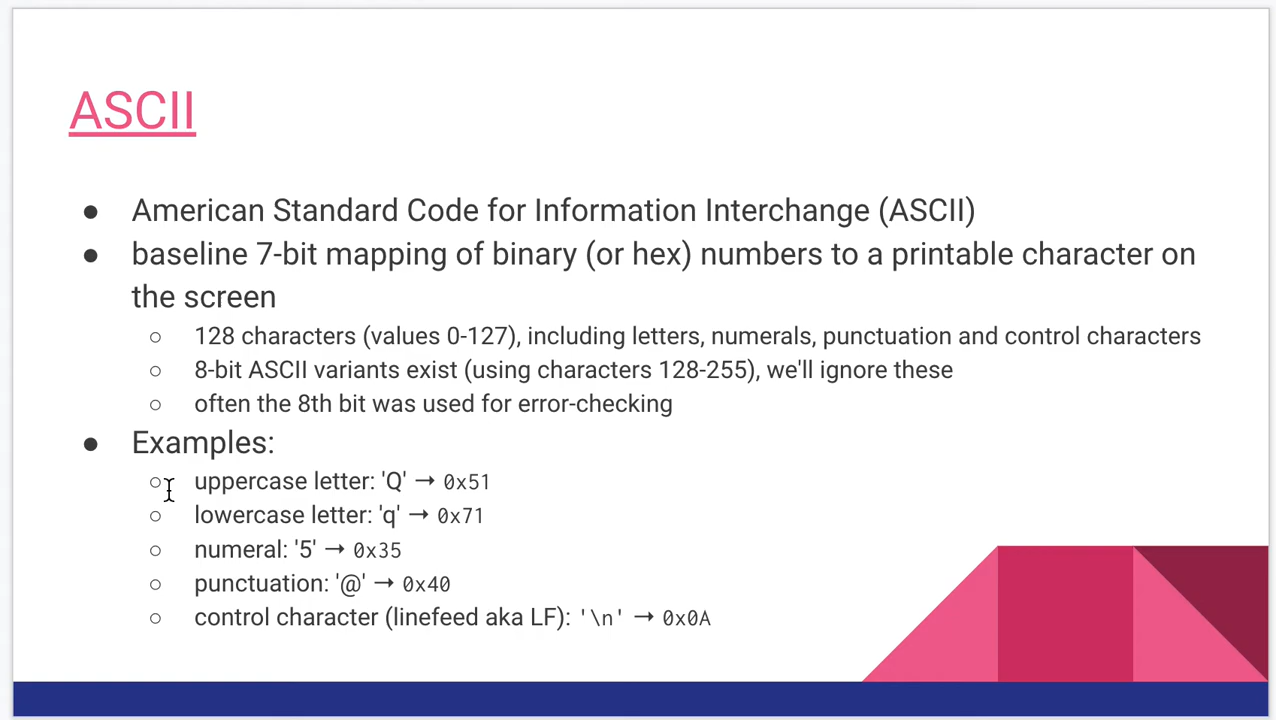 ASCII
● American Standard Code for Information Interchange (ASCII)
● baseline 7-bit mapping of binary (or hex) numbers to a printable character on
the screen
○ 128 characters (values 0-127), including letters, numerals, punctuation and control characters
○ 8-bit ASCII variants exist (using characters 128-255), we'll ignore these
○ often the 8th bit was used for error-checking
● Examples:
○ uppercase letter: 'Q' → 0x51
○ lowercase letter: 'q' → 0x71
○ numeral: '5' → 0x35
○ punctuation: '@' → 0x40
○ control character (linefeed aka LF): '\n' → 0x0A